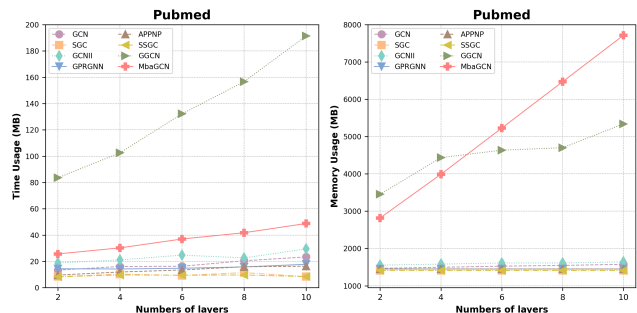 Pubmed
Time Usage (MB)
200
180
160
140
120
100
80
60
40
20
0
GCN
SGC
GCNII
GPRGNN
APPNP
SSGC
GGCN
MbaGCN
2 4 6 8 10
Numbers of layers
Pubmed
Memory Usage (MB)
8000
7000
6000
5000
4000
3000
2000
1000
GCN
SGC
GCNII
GPRGNN
APPNP
SSGC
GGCN
MbaGCN
2 4 6 8 10
Numbers of layers